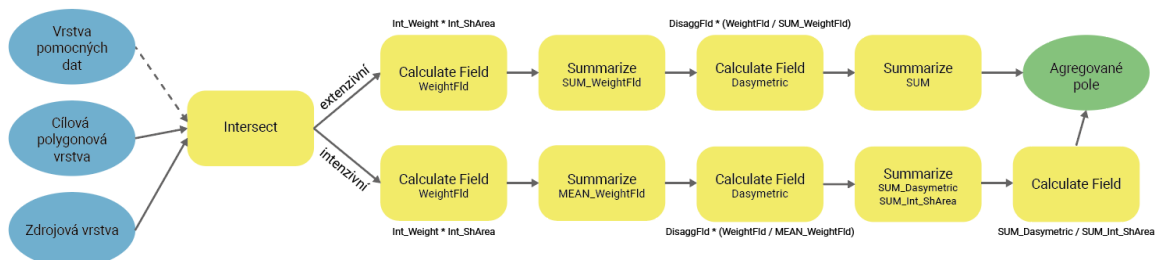 Vrstva
pomocných
dat
Cílová
polygonová
vrstva
Zdrojová vrstva
Intersect
extenzivní
intenzivní
Int_Weight * Int_ShArea
Calculate Field
WeightFld
Summarize
SUM_WeightFld
DisaggFld * (WeightFld / SUM_WeightFld)
Calculate Field
Dasymetric
Summarize
SUM
Agregované
pole
Calculate Field
WeightFld
Int_Weight * Int_ShArea
Summarize
MEAN_WeightFld
Calculate Field
Dasymetric
DisaggFld * (WeightFld / MEAN_WeightFld)
Summarize
SUM_Dasymetric
SUM_Int_ShArea
Calculate Field
SUM_Dasymetric / SUM_Int_ShArea